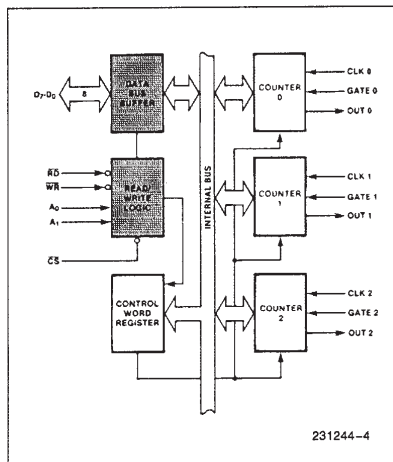 D7-D0
8
DATA
BUS
BUFFER
COUNTER
0
CLK 0
GATE 0
OUT 0
RD
WR
A0
A1
CS
READ/
WRITE
LOGIC
INTERNAL BUS
COUNTER
1
CLK 1
GATE 1
OUT 1
CONTROL
WORD
REGISTER
COUNTER
2
CLK 2
GATE 2
OUT 2
231244-4